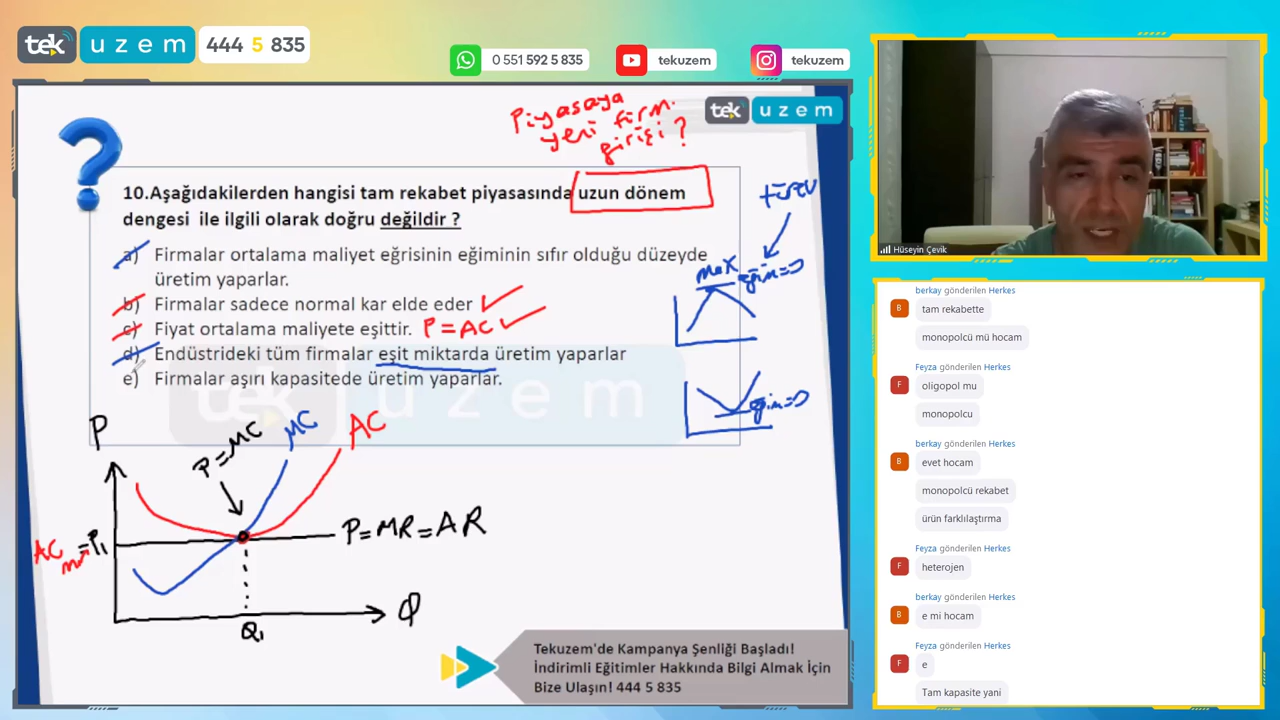 tek uzem 444 5 835
0 551 592 5 835
tekuzem
tekuzem
Piyasaya
yeni firm.
girişi ?
tek uzem
10.Aşağıdakilerden hangisi tam rekabet piyasasında uzun dönem
dengesi ile ilgili olarak doğru değildir ?
a) Firmalar ortalama maliyet eğrisinin eğiminin sıfır olduğu düzeyde
üretim yaparlar.
b) Firmalar sadece normal kar elde eder
c) Fiyat ortalama maliyete eşittir. P=AC
d) Endüstrideki tüm firmalar eşit miktarda üretim yaparlar
e) Firmalar aşırı kapasitede üretim yaparlar.
türev
max
eğim=0
eğim=0
P
P=MC
MC
AC
P=MR=AR
AC
=P₁
Q
Q₁
Tekuzem'de Kampanya Şenliği Başladı!
İndirimli Eğitimler Hakkında Bilgi Almak İçin
Bize Ulaşın! 444 5 835
Hüseyin Çevik
berkay gönderilen Herkes
B tam rekabette
monopolcü mü hocam
Feyza gönderilen Herkes
F oligopol mu
monopolcu
berkay gönderilen Herkes
B evet hocam
monopolcü rekabet
ürün farklılaştırma
Feyza gönderilen Herkes
F heterojen
berkay gönderilen Herkes
B e mi hocam
Feyza gönderilen Herkes
F e
Tam kapasite yani